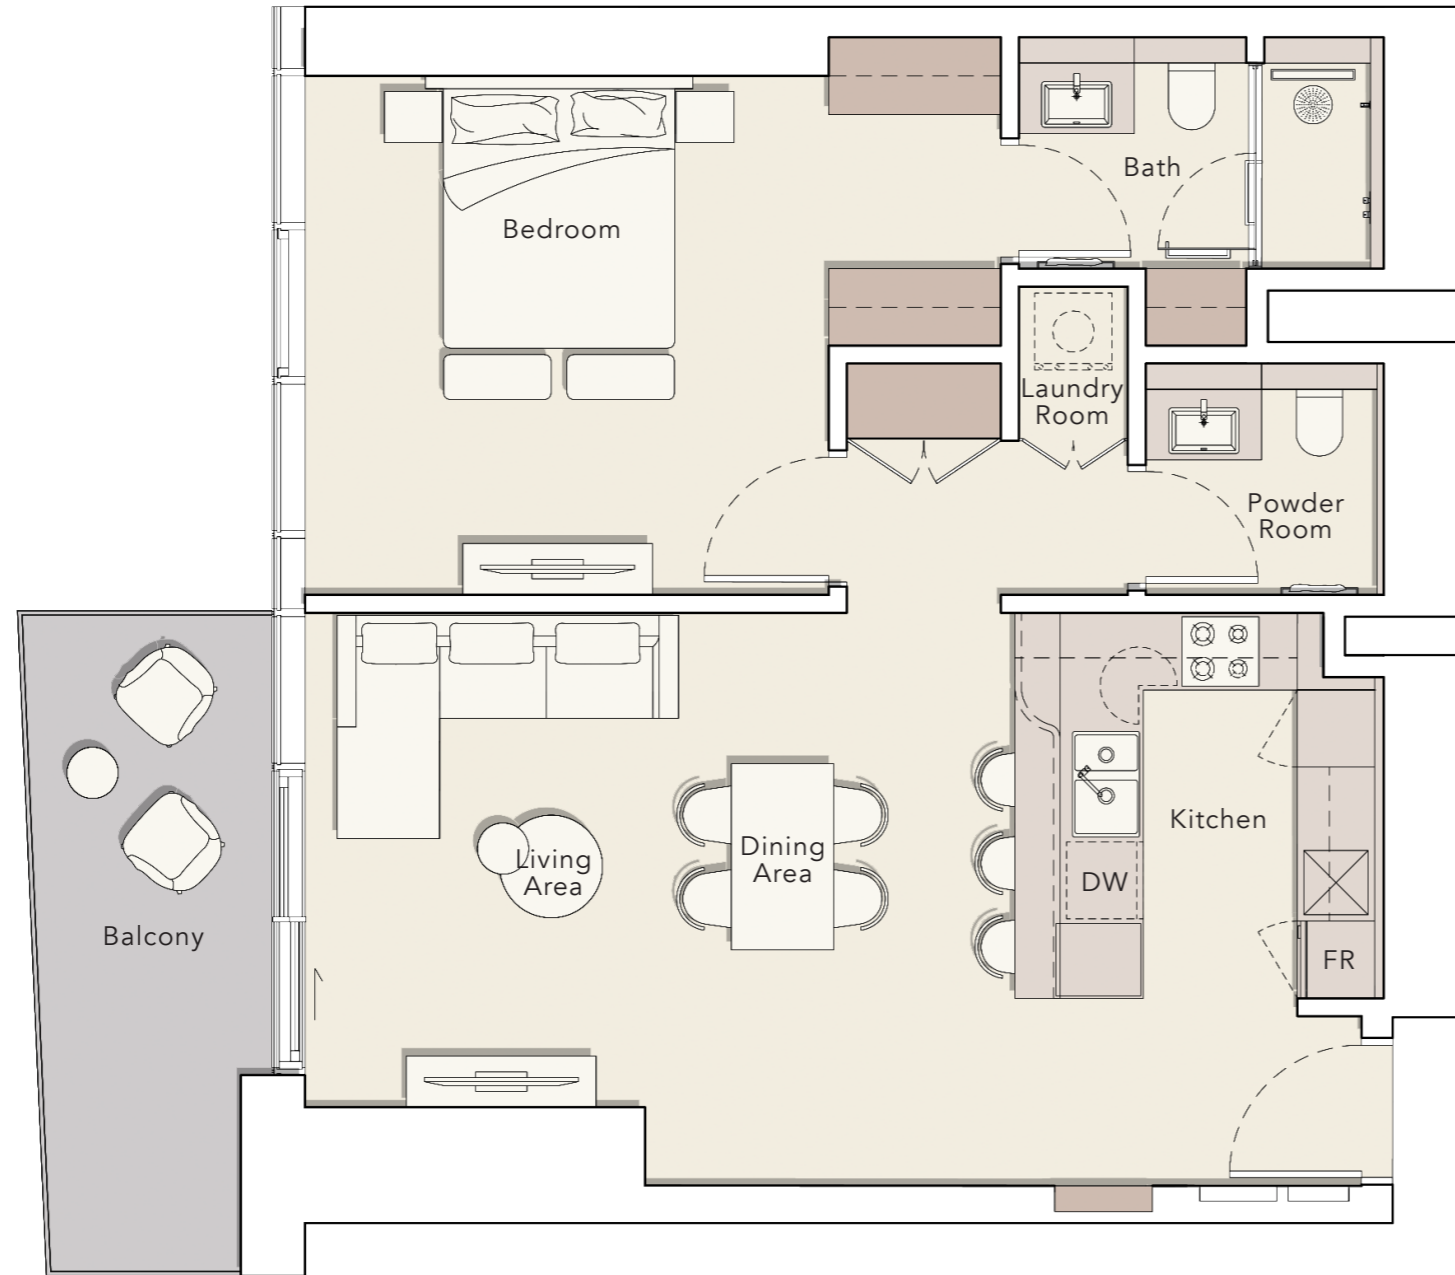 Bath
Bedroom
Laundry
Room
Powder
Room
Kitchen
Living
Area
Dining
Area
DW
Balcony
FR